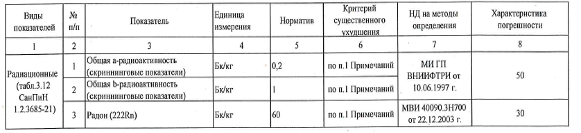 Виды показателей
№ п/п
Показатель
Единица измерения
Норматив
Критерий существенного ухудшения
НД на методы определения
Характеристика погрешности
1 2 3 4 5 6 7 8
Радиационные (табл.3.12 СанПиН 1.2.3685-21)
1 Общая a-радиоактивность (скрининговые показатели) Бк/кг 0,2 по п.1 Примечаний
МИ ГП ВНИИФТРИ от 10.06.1997 г.
50
2 Общая b-радиоактивность (скрининговые показатели) Бк/кг 1 по п.1 Примечаний
3 Радон (222Rn) Бк/кг 60 по п.1 Примечаний
МВИ 40090.3Н700 от 22.12.2003 г.
30